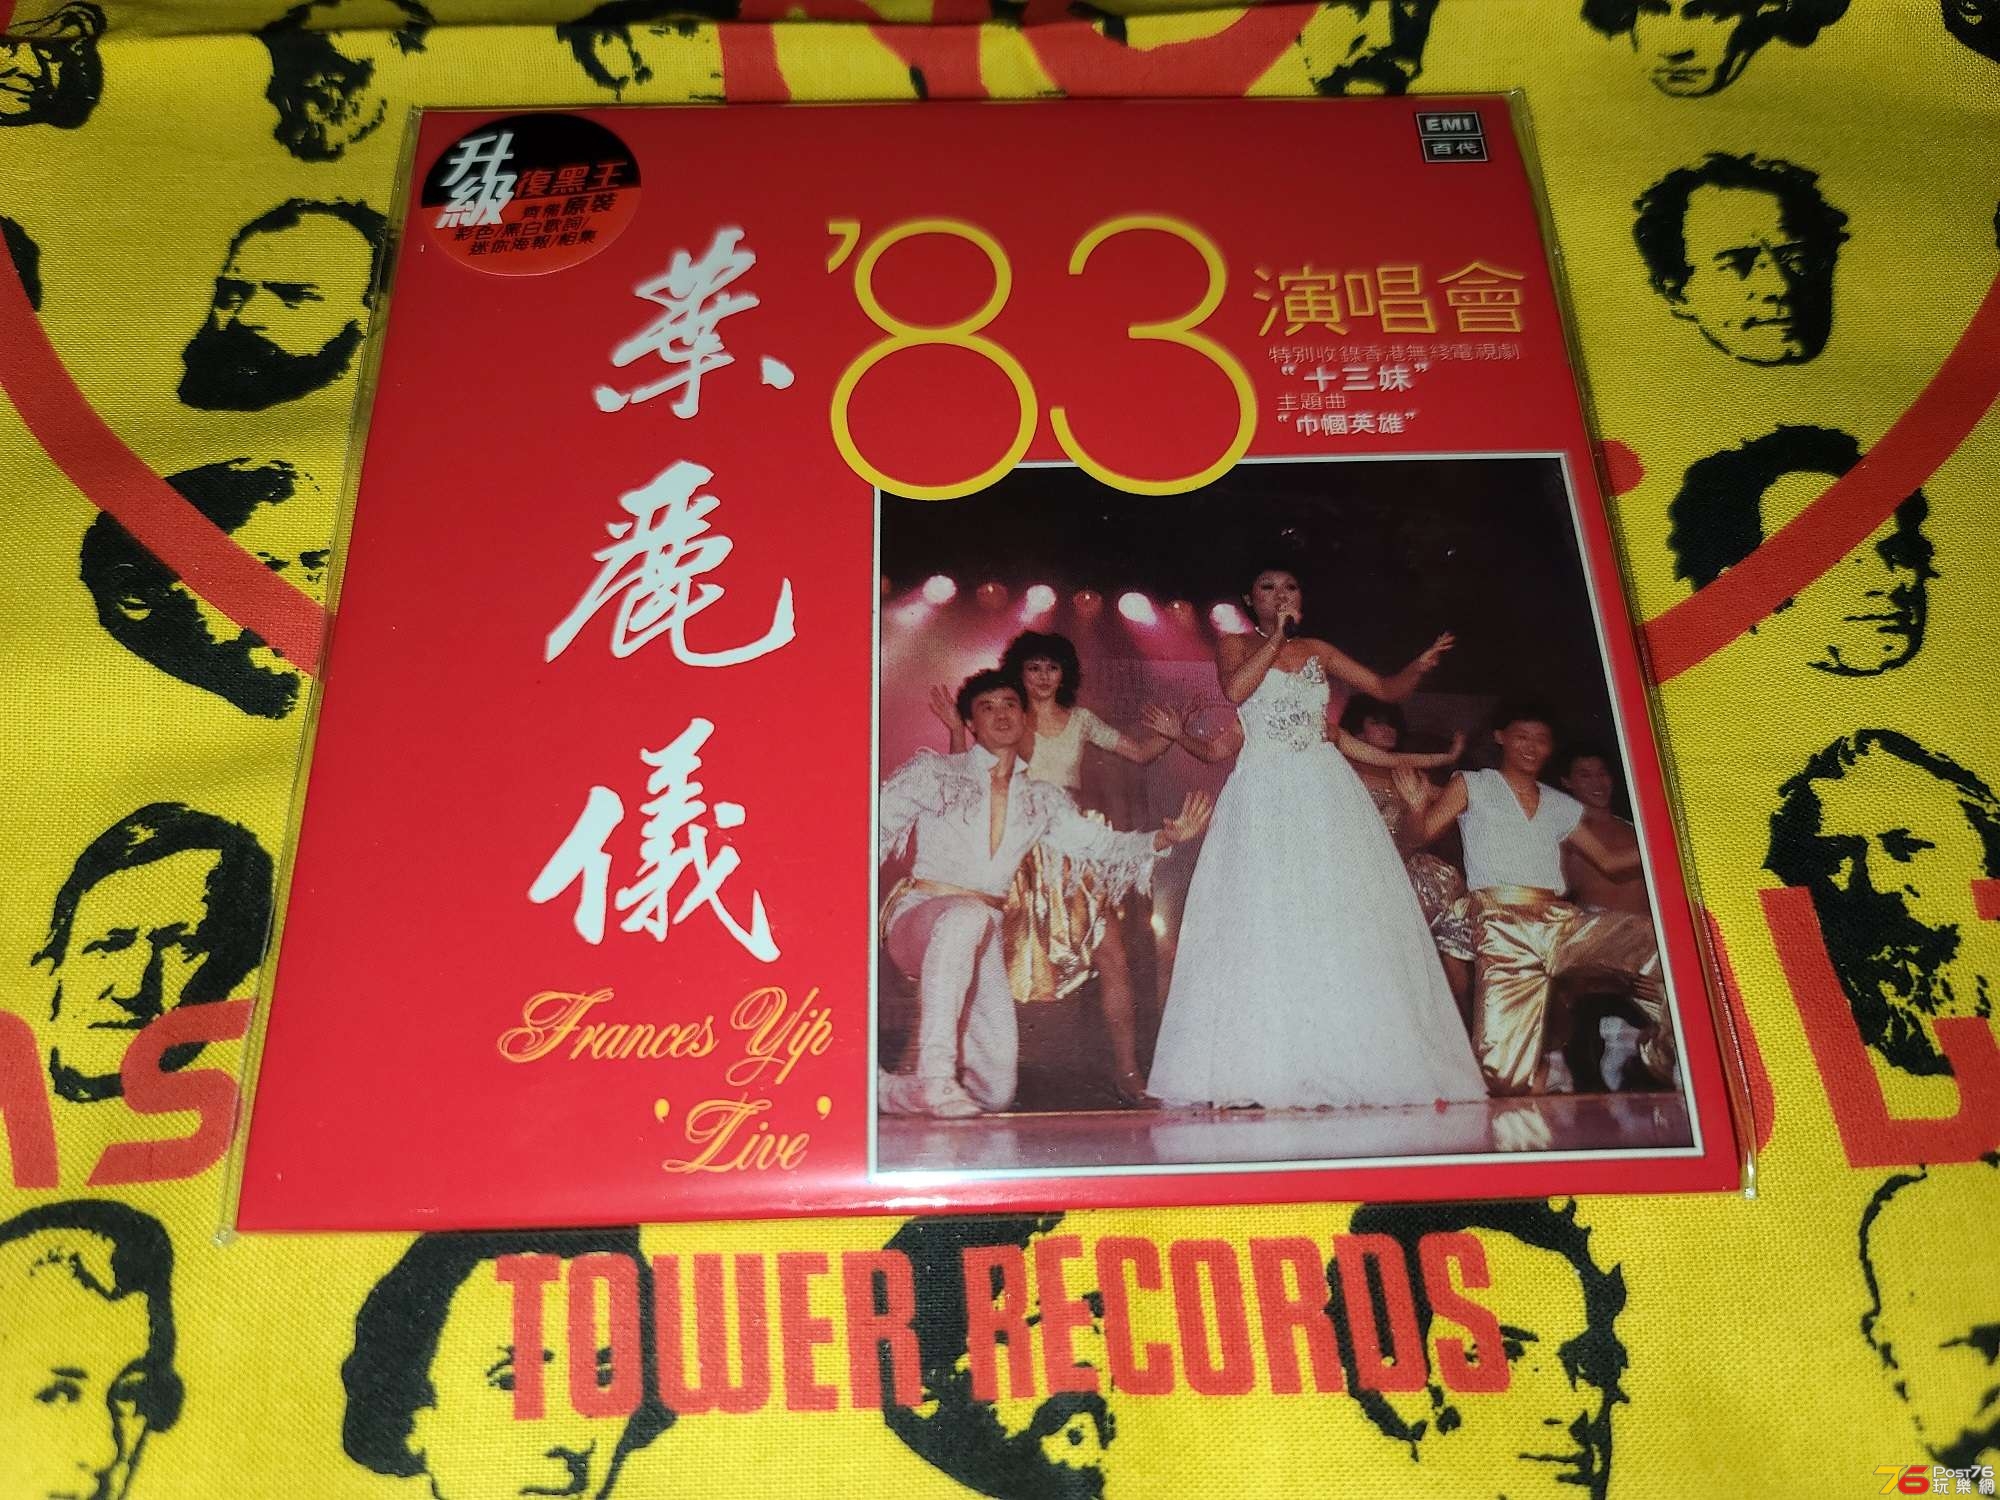 EMI
百代
升級
復黑王
齊備原裝
彩色/黑白歌詞/
迷你海報/相集
葉麗儀
'83
演唱會
特別收錄香港無綫電視劇
"十三妹"
主題曲
"巾幗英雄"
Frances Yip
'Live'
TOWER RECORDS
Post76
玩樂網